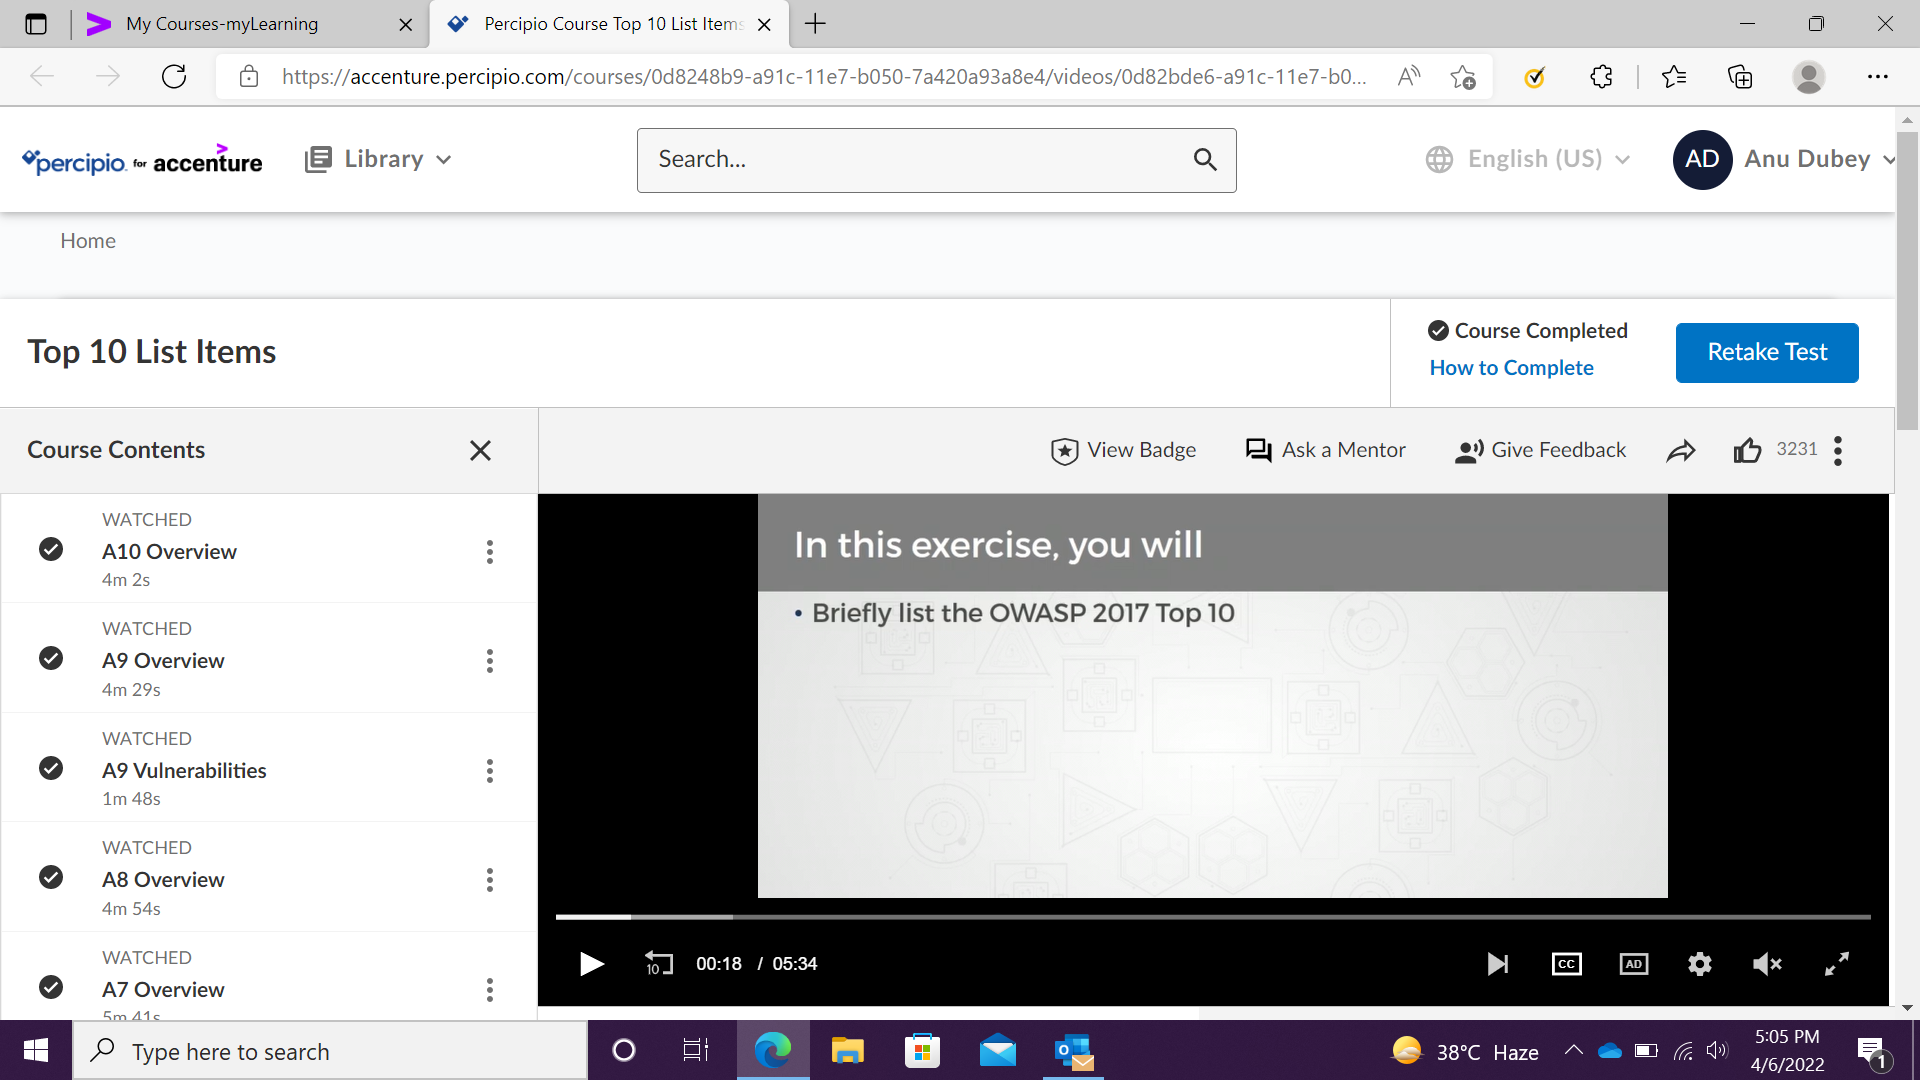 My Courses-myLearning
Percipio Course Top 10 List Items
https://accenture.percipio.com/courses/0d8248b9-a91c-11e7-b050-7a420a93a8e4/videos/0d82bde6-a91c-11e7-b0...
percipio. for accenture
Library
Search...
English (US)
AD
Anu Dubey
Home
Top 10 List Items
Course Completed
How to Complete
Retake Test
Course Contents
View Badge
Ask a Mentor
Give Feedback
3231
WATCHED
A10 Overview
4m 2s
WATCHED
A9 Overview
4m 29s
WATCHED
A9 Vulnerabilities
1m 48s
WATCHED
A8 Overview
4m 54s
WATCHED
A7 Overview
5m 41s
In this exercise, you will
• Briefly list the OWASP 2017 Top 10
10
00:18 / 05:34
CC
AD
Type here to search
38°C Haze
5:05 PM
4/6/2022
1